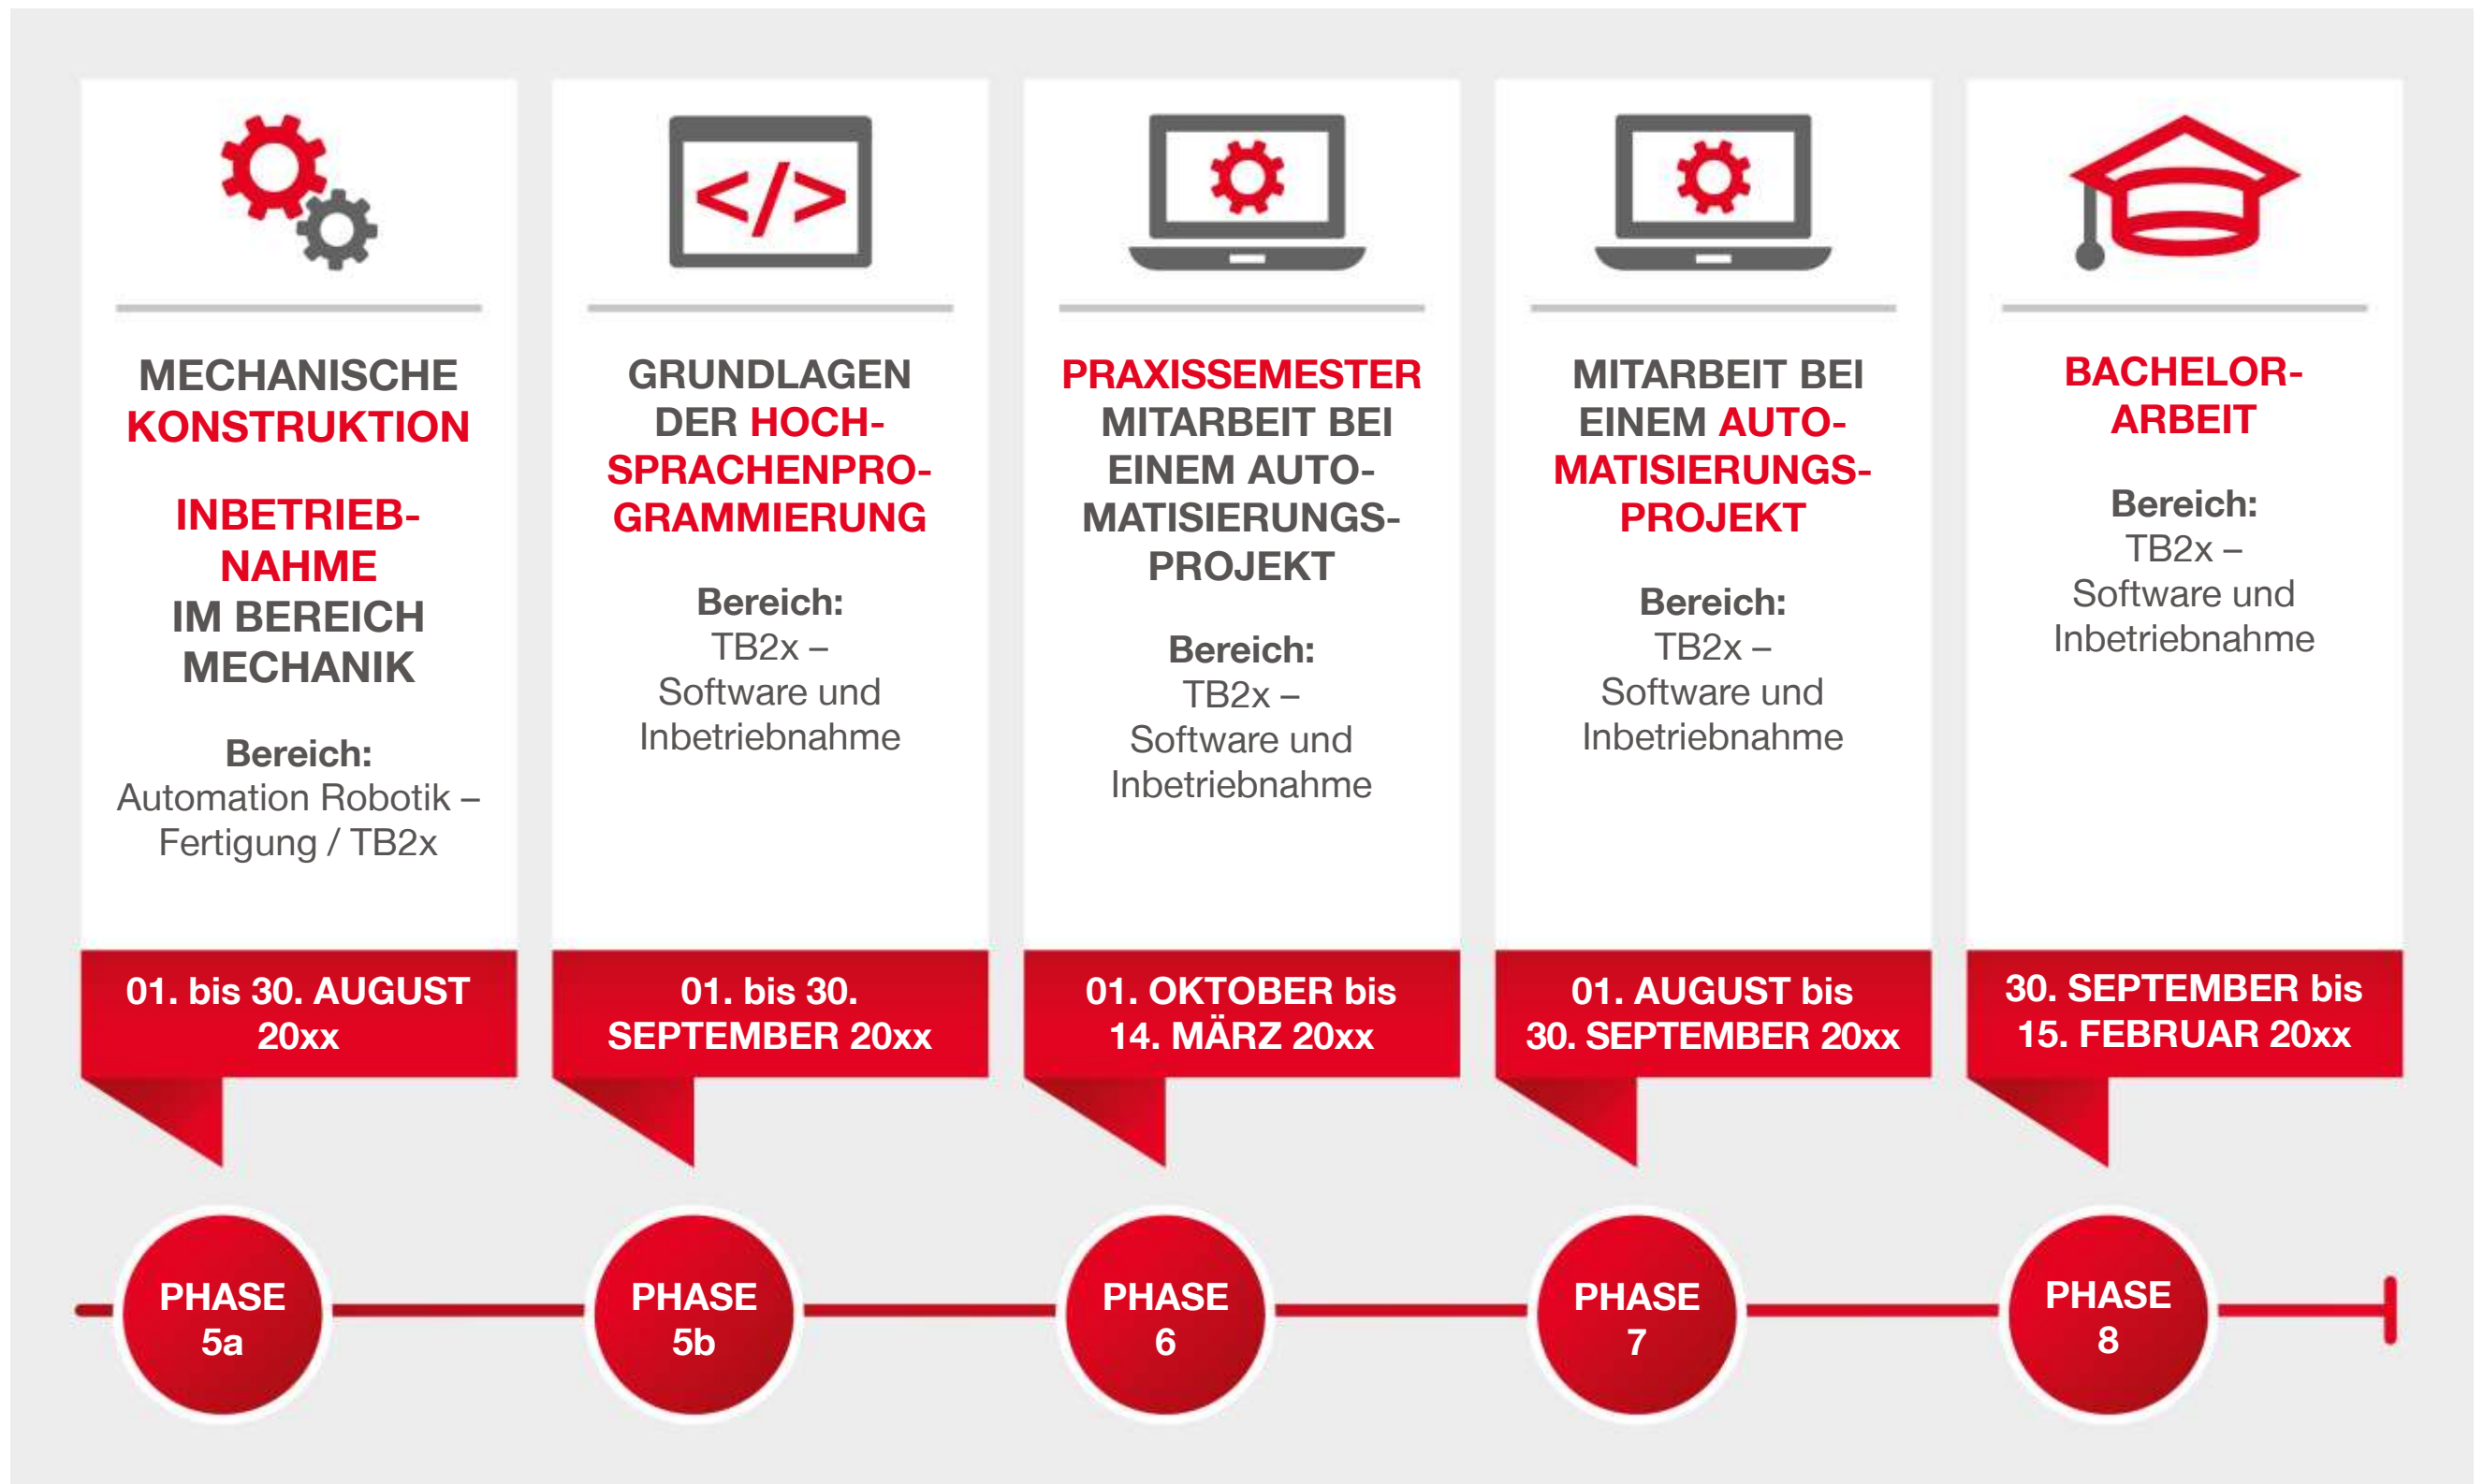 </>
MECHANISCHE
KONSTRUKTION
INBETRIEB-
NAHME
IM BEREICH
MECHANIK
Bereich:
Automation Robotik –
Fertigung / TB2x
01. bis 30. AUGUST
20xx
PHASE
5a
GRUNDLAGEN
DER HOCH-
SPRACHENPRO-
GRAMMIERUNG
Bereich:
TB2x –
Software und
Inbetriebnahme
01. bis 30.
SEPTEMBER 20xx
PHASE
5b
PRAXISSEMESTER
MITARBEIT BEI
EINEM AUTO-
MATISIERUNGS-
PROJEKT
Bereich:
TB2x –
Software und
Inbetriebnahme
01. OKTOBER bis
14. MÄRZ 20xx
PHASE
6
MITARBEIT BEI
EINEM AUTO-
MATISIERUNGS-
PROJEKT
Bereich:
TB2x –
Software und
Inbetriebnahme
01. AUGUST bis
30. SEPTEMBER 20xx
PHASE
7
BACHELOR-
ARBEIT
Bereich:
TB2x –
Software und
Inbetriebnahme
30. SEPTEMBER bis
15. FEBRUAR 20xx
PHASE
8